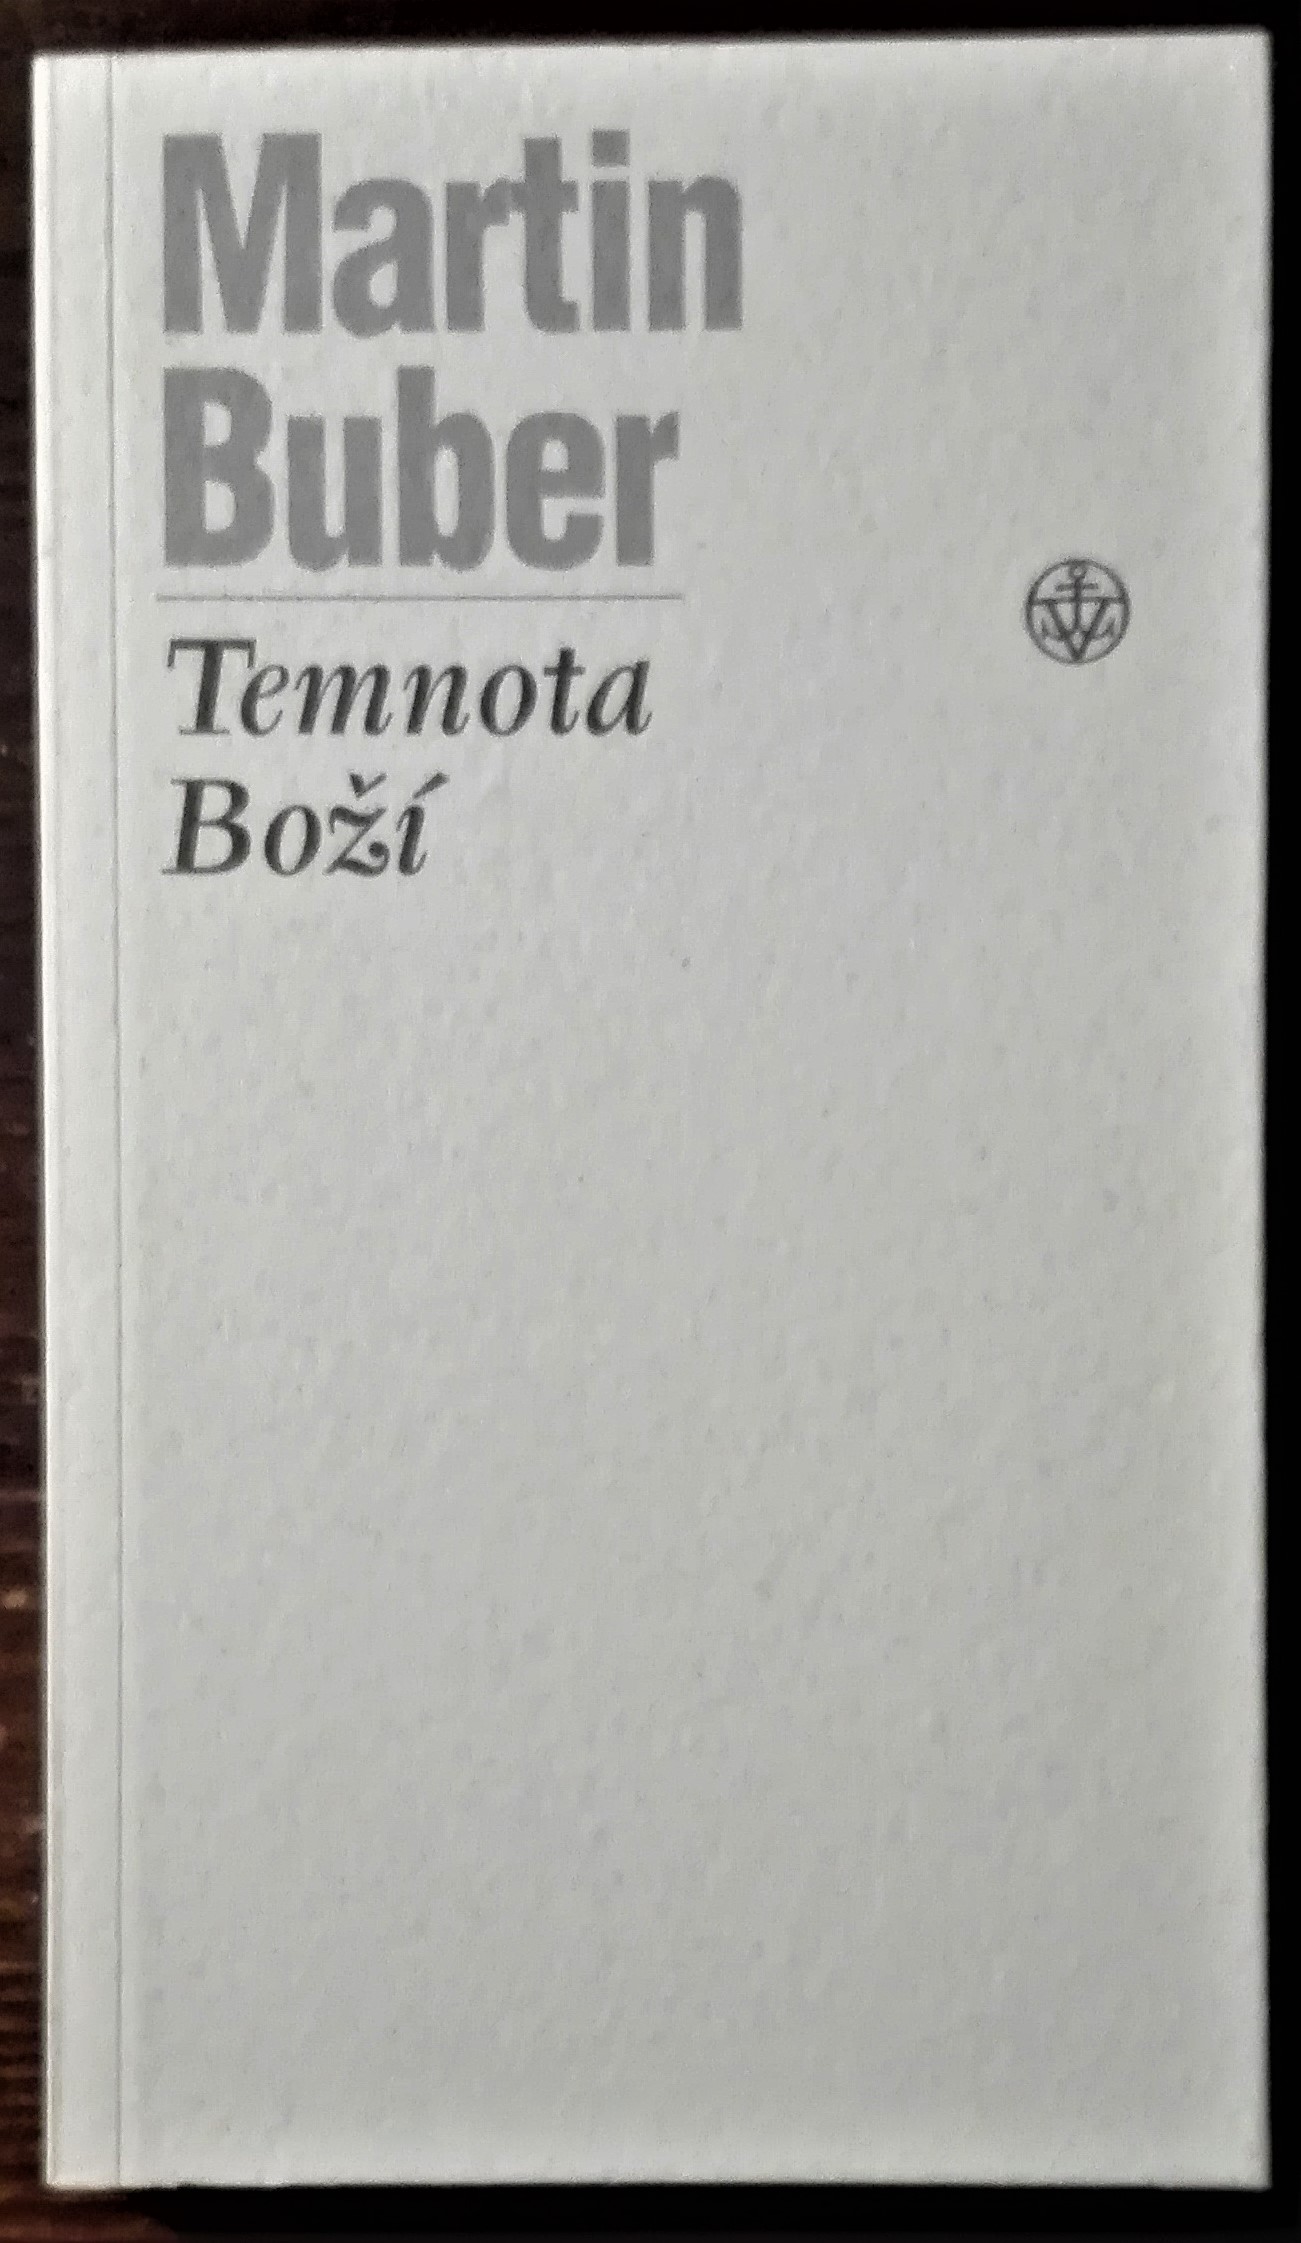 Martin
Buber
Temnota
Boží